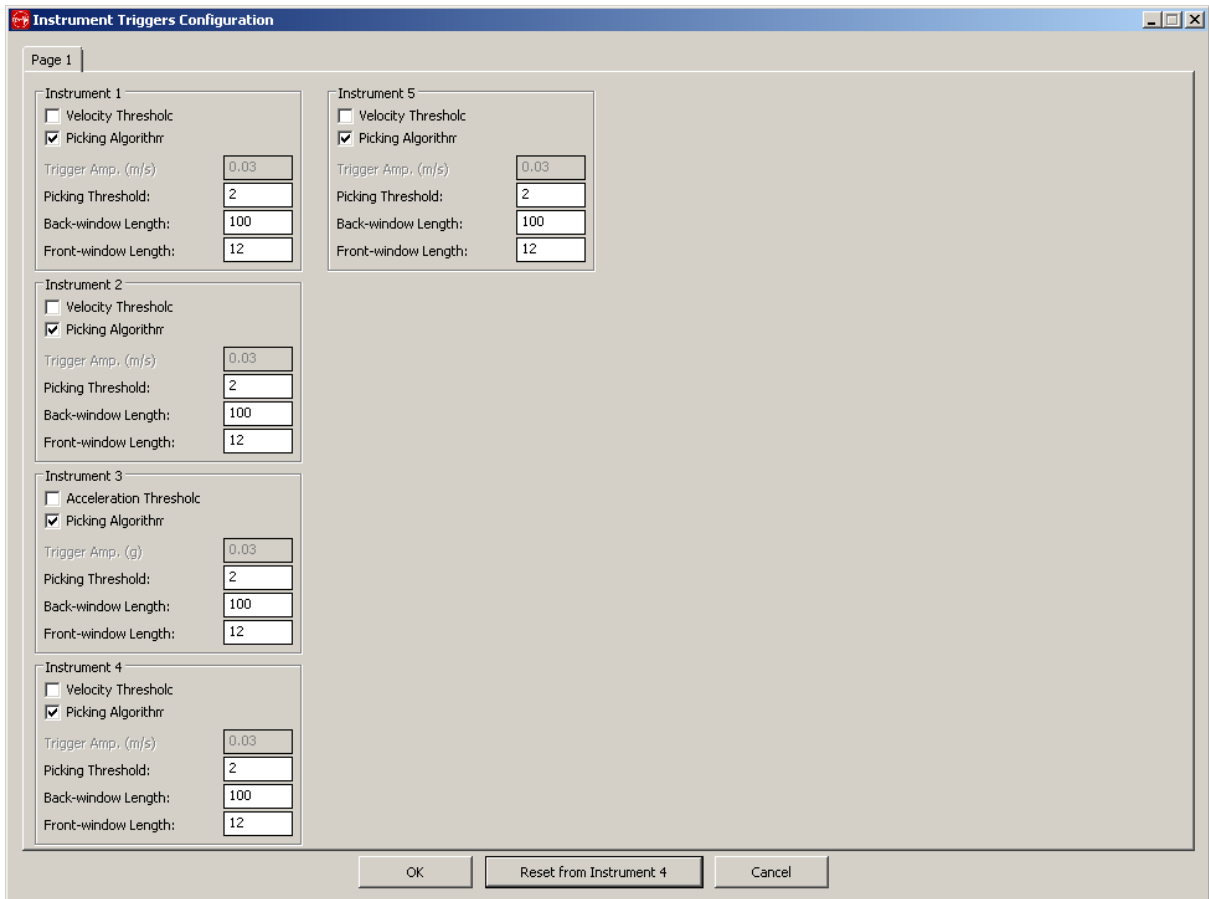 Instrument Triggers Configuration
Page 1
Instrument 1
Velocity Thresholc
Picking Algorithr
Trigger Amp. (m/s)
0.03
Picking Threshold:
2
Back-window Length:
100
Front-window Length:
12
Instrument 2
Velocity Thresholc
Picking Algorithr
Trigger Amp. (m/s)
0.03
Picking Threshold:
2
Back-window Length:
100
Front-window Length:
12
Instrument 3
Acceleration Thresholc
Picking Algorithr
Trigger Amp. (g)
0.03
Picking Threshold:
2
Back-window Length:
100
Front-window Length:
12
Instrument 4
Velocity Thresholc
Picking Algorithr
Trigger Amp. (m/s)
0.03
Picking Threshold:
2
Back-window Length:
100
Front-window Length:
12
Instrument 5
Velocity Thresholc
Picking Algorithr
Trigger Amp. (m/s)
0.03
Picking Threshold:
2
Back-window Length:
100
Front-window Length:
12
OK
Reset from Instrument 4
Cancel